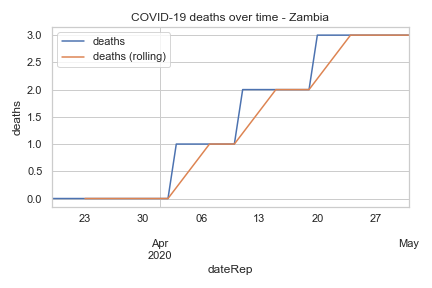 COVID-19 deaths over time - Zambia
deaths
deaths (rolling)
3.0
2.5
2.0
1.5
1.0
0.5
0.0
deaths
23 30 06 13 20 27
Apr May
2020
dateRep